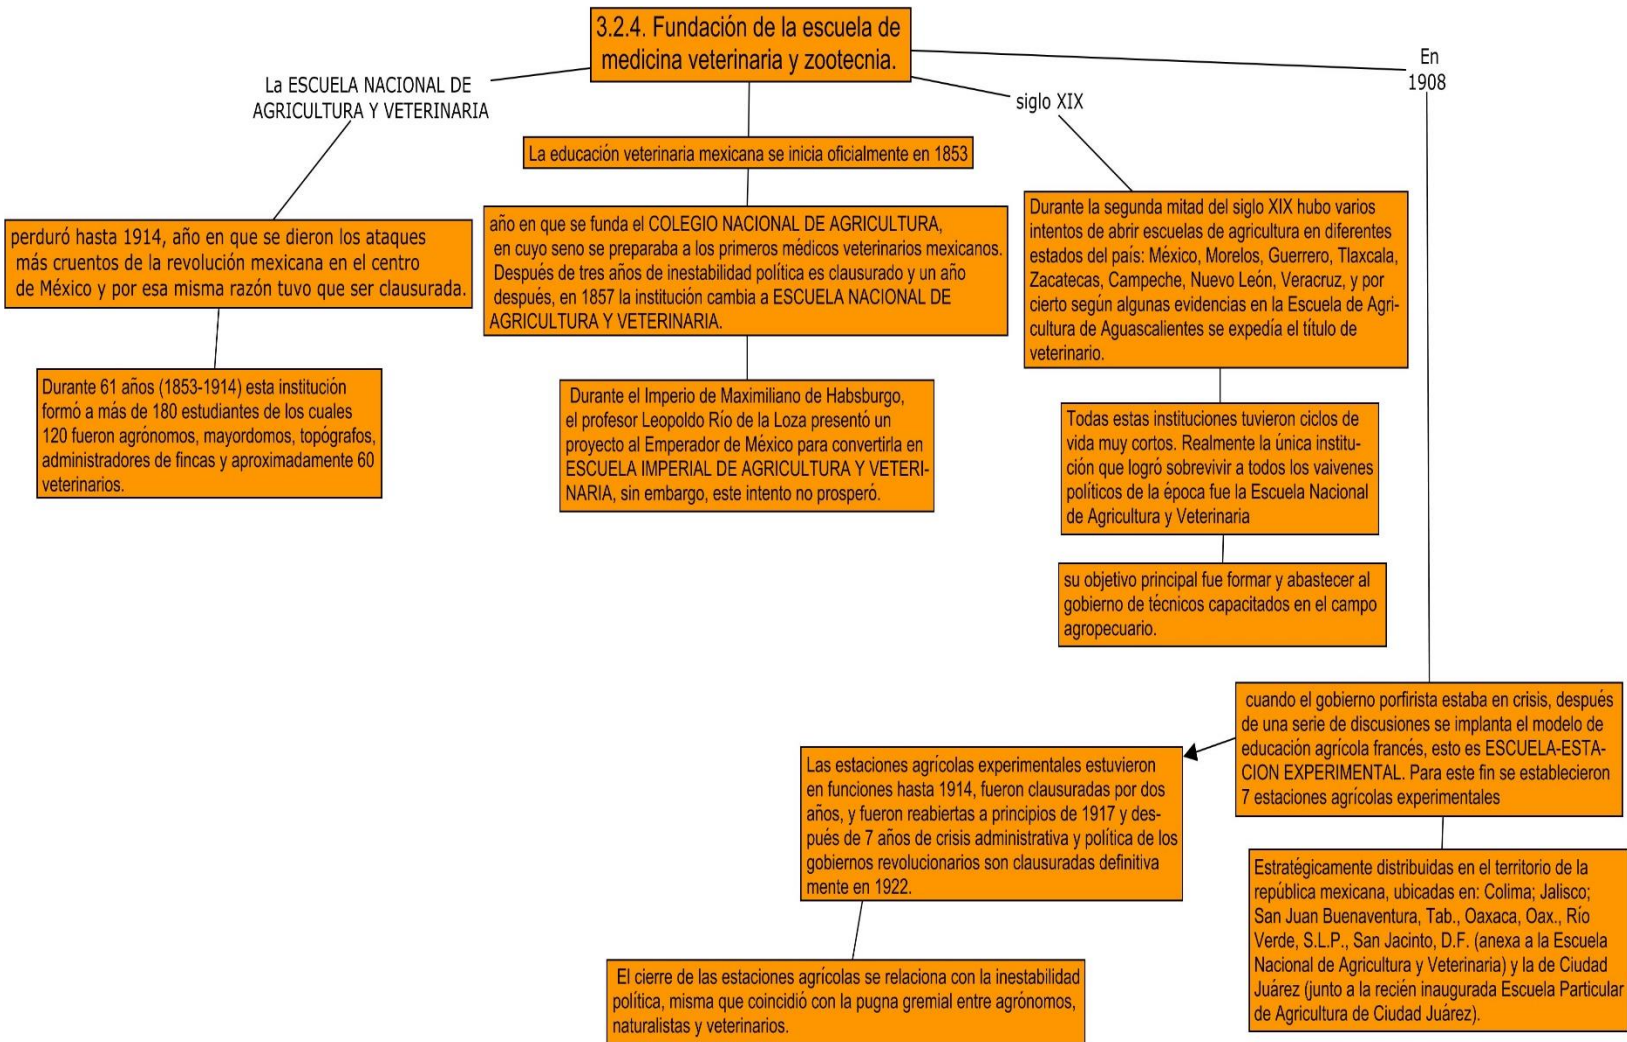 3.2.4. Fundación de la escuela de
medicina veterinaria y zootecnia.
La ESCUELA NACIONAL DE
AGRICULTURA Y VETERINARIA
perduró hasta 1914, año en que se dieron los ataques
más cruentos de la revolución mexicana en el centro
de México y por esa misma razón tuvo que ser clausurada.
Durante 61 años (1853-1914) esta institución
formó a más de 180 estudiantes de los cuales
120 fueron agrónomos, mayordomos, topógrafos,
administradores de fincas y aproximadamente 60
veterinarios.
La educación veterinaria mexicana se inicia oficialmente en 1853
año en que se funda el COLEGIO NACIONAL DE AGRICULTURA,
en cuyo seno se preparaba a los primeros médicos veterinarios mexicanos.
Después de tres años de inestabilidad política es clausurado y un año
después, en 1857 la institución cambia a ESCUELA NACIONAL DE
AGRICULTURA Y VETERINARIA.
Durante el Imperio de Maximiliano de Habsburgo,
el profesor Leopoldo Río de la Loza presentó un
proyecto al Emperador de México para convertirla en
ESCUELA IMPERIAL DE AGRICULTURA Y VETERI-
NARIA, sin embargo, este intento no prosperó.
siglo XIX
Durante la segunda mitad del siglo XIX hubo varios
intentos de abrir escuelas de agricultura en diferentes
estados del país: México, Morelos, Guerrero, Tlaxcala,
Zacatecas, Campeche, Nuevo León, Veracruz, y por
cierto según algunas evidencias en la Escuela de Agri-
cultura de Aguascalientes se expedía el título de
veterinario.
Todas estas instituciones tuvieron ciclos de
vida muy cortos. Realmente la única institu-
ción que logró sobrevivir a todos los vaivenes
políticos de la época fue la Escuela Nacional
de Agricultura y Veterinaria
su objetivo principal fue formar y abastecer al
gobierno de técnicos capacitados en el campo
agropecuario.
En
1908
cuando el gobierno porfirista estaba en crisis, después
de una serie de discusiones se implanta el modelo de
educación agrícola francés, esto es ESCUELA-ESTA-
CION EXPERIMENTAL. Para este fin se establecieron
7 estaciones agrícolas experimentales
Estratégicamente distribuidas en el territorio de la
república mexicana, ubicadas en: Colima; Jalisco;
San Juan Buenaventura, Tab., Oaxaca, Oax., Río
Verde, S.L.P., San Jacinto, D.F. (anexa a la Escuela
Nacional de Agricultura y Veterinaria) y la de Ciudad
Juárez (junto a la recién inaugurada Escuela Particular
de Agricultura de Ciudad Juárez).
Las estaciones agrícolas experimentales estuvieron
en funciones hasta 1914, fueron clausuradas por dos
años, y fueron reabiertas a principios de 1917 y des-
pués de 7 años de crisis administrativa y política de los
gobiernos revolucionarios son clausuradas definitiva
mente en 1922.
El cierre de las estaciones agrícolas se relaciona con la inestabilidad
política, misma que coincidió con la pugna gremial entre agrónomos,
naturalistas y veterinarios.